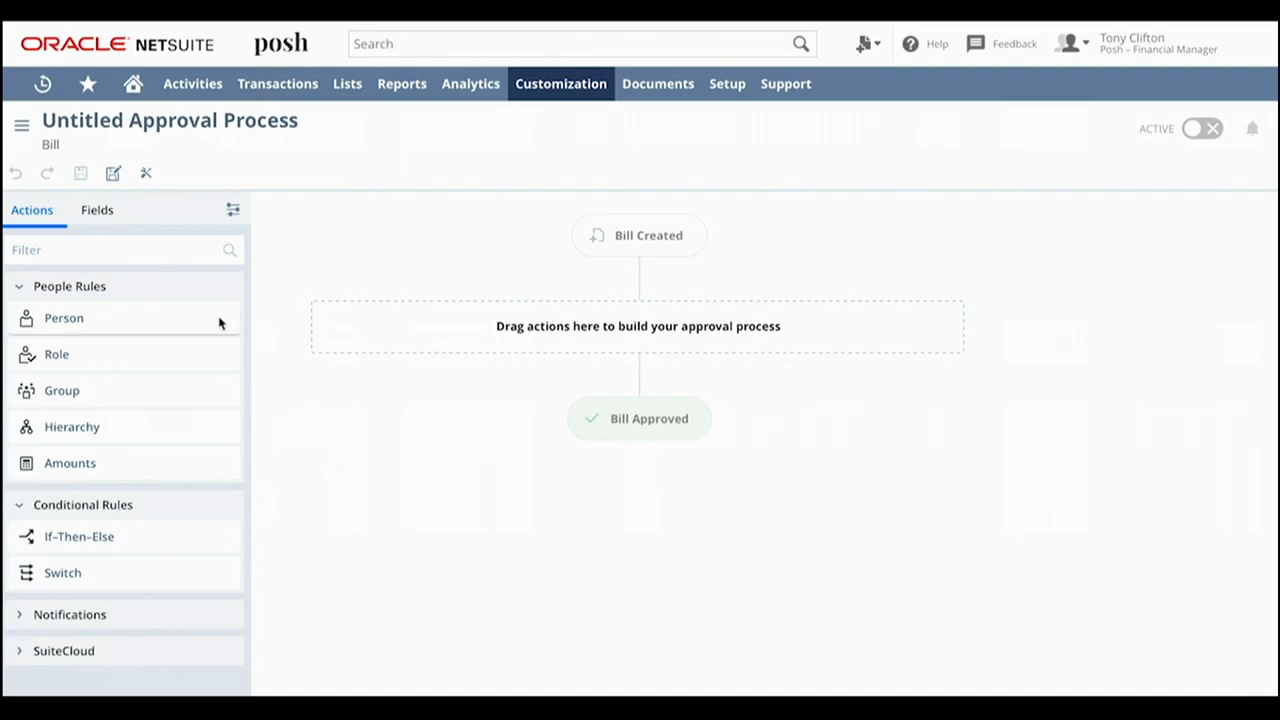 ORACLE NETSUITE
posh
Search
Help
Feedback
Tony Clifton
Posh – Financial Manager
Activities
Transactions
Lists
Reports
Analytics
Customization
Documents
Setup
Support
Untitled Approval Process
Bill
ACTIVE
Actions
Fields
Filter
People Rules
Person
Role
Group
Hierarchy
Amounts
Conditional Rules
If–Then–Else
Switch
Notifications
SuiteCloud
Bill Created
Drag actions here to build your approval process
Bill Approved